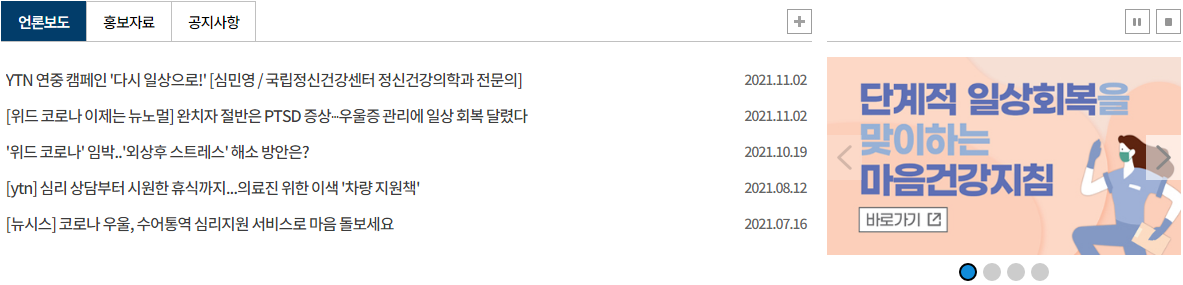 언론보도 홍보자료 공지사항
YTN 연중 캠페인 '다시 일상으로!' [심민영 / 국립정신건강센터 정신건강의학과 전문의] 2021.11.02
[위드 코로나 이제는 뉴노멀] 완치자 절반은 PTSD 증상…우울증 관리에 일상 회복 달렸다 2021.11.02
'위드 코로나' 임박..'외상후 스트레스' 해소 방안은? 2021.10.19
[ytn] 심리 상담부터 시원한 휴식까지...의료진 위한 이색 '차량 지원책' 2021.08.12
[뉴시스] 코로나 우울, 수어통역 심리지원 서비스로 마음 돌보세요 2021.07.16
단계적 일상회복을
맞이하는
마음건강지침
바로가기